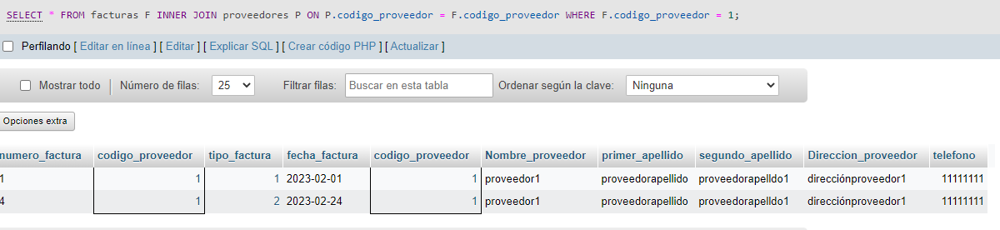 SELECT * FROM facturas F INNER JOIN proveedores P ON P.codigo_proveedor = F.codigo_proveedor WHERE F.codigo_proveedor = 1;
Perfilando [ Editar en línea ] [ Editar ] [ Explicar SQL ] [ Crear código PHP ] [ Actualizar ]
Mostrar todo Número de filas: 25 Filtrar filas: Buscar en esta tabla Ordenar según la clave: Ninguna
Opciones extra
numero_factura codigo_proveedor tipo_factura fecha_factura codigo_proveedor Nombre_proveedor primer_apellido segundo_apellido Direccion_proveedor telefono
1 1 1 2023-02-01 1 proveedor1 proveedorapellido proveedorapelldo1 direcciónproveedor1 11111111
4 1 2 2023-02-24 1 proveedor1 proveedorapellido proveedorapelldo1 direcciónproveedor1 11111111